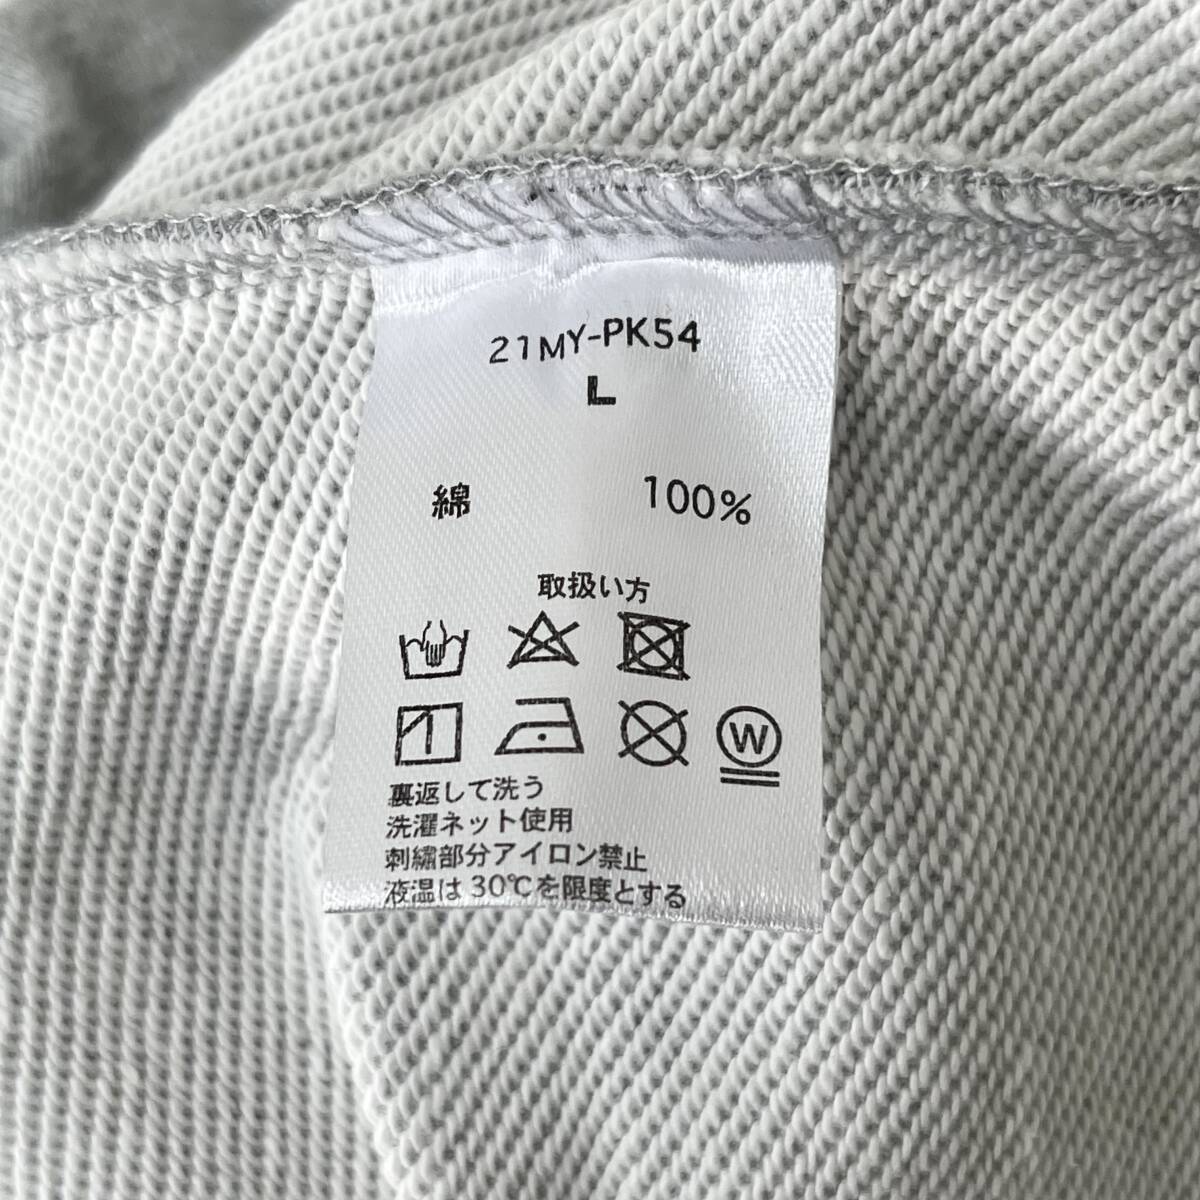 21MY-PK54
L
綿 100%
取扱い方
W
裏返して洗う
洗濯ネット使用
刺繍部分アイロン禁止
液温は30℃を限度とする